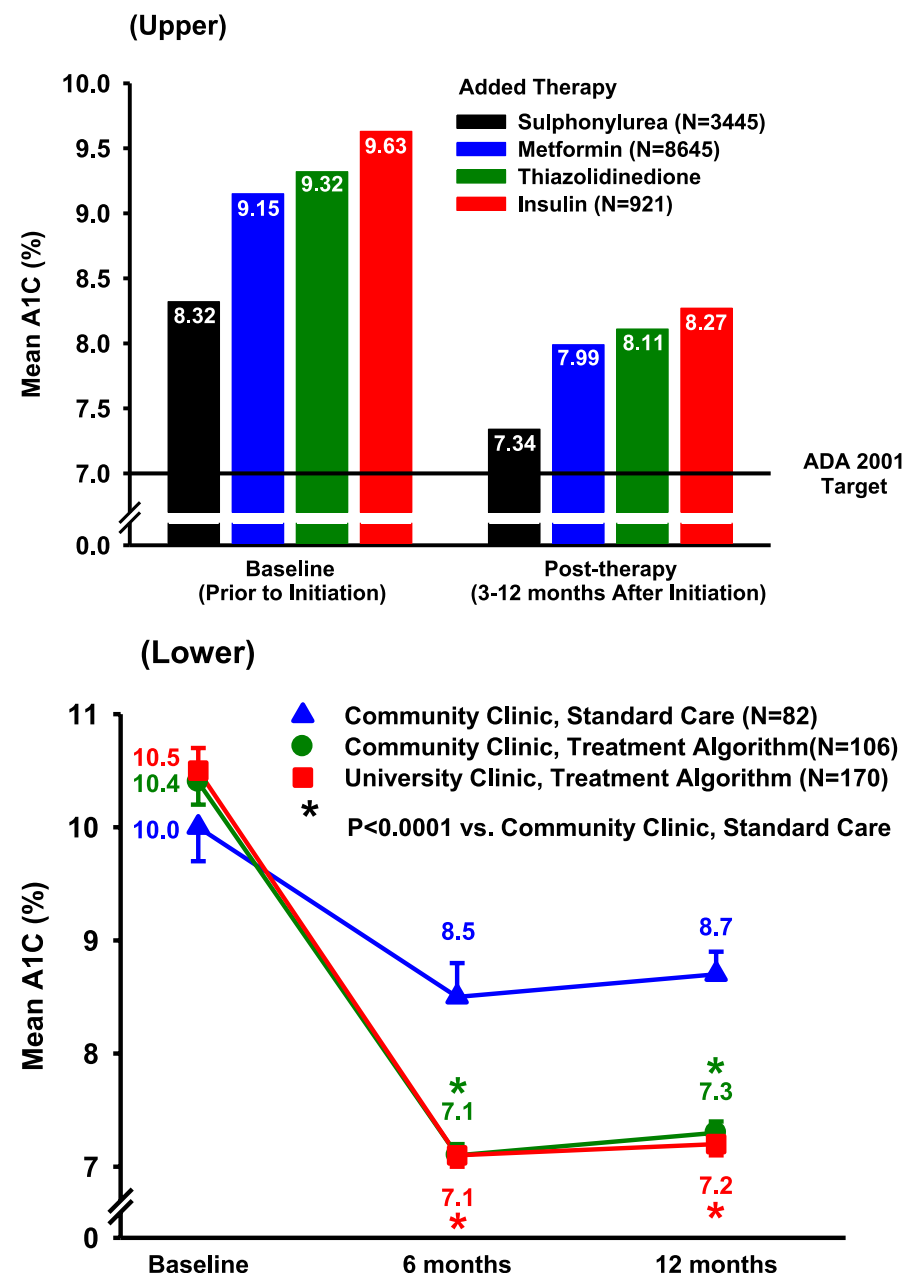 (Upper)
10.0
9.5
9.0
8.5
8.0
7.5
7.0
0.0
Mean A1C (%)
Added Therapy
Sulphonylurea (N=3445)
Metformin (N=8645)
Thiazolidinedione
Insulin (N=921)
8.32
9.15
9.32
9.63
7.34
7.99
8.11
8.27
ADA 2001
Target
Baseline
(Prior to Initiation)
Post-therapy
(3-12 months After Initiation)
(Lower)
11
10
9
8
7
0
Mean A1C (%)
Community Clinic, Standard Care (N=82)
Community Clinic, Treatment Algorithm(N=106)
University Clinic, Treatment Algorithm (N=170)
* P<0.0001 vs. Community Clinic, Standard Care
10.5
10.4
10.0
8.5
8.7
*
7.1
*
7.3
7.1
*
7.2
*
Baseline
6 months
12 months